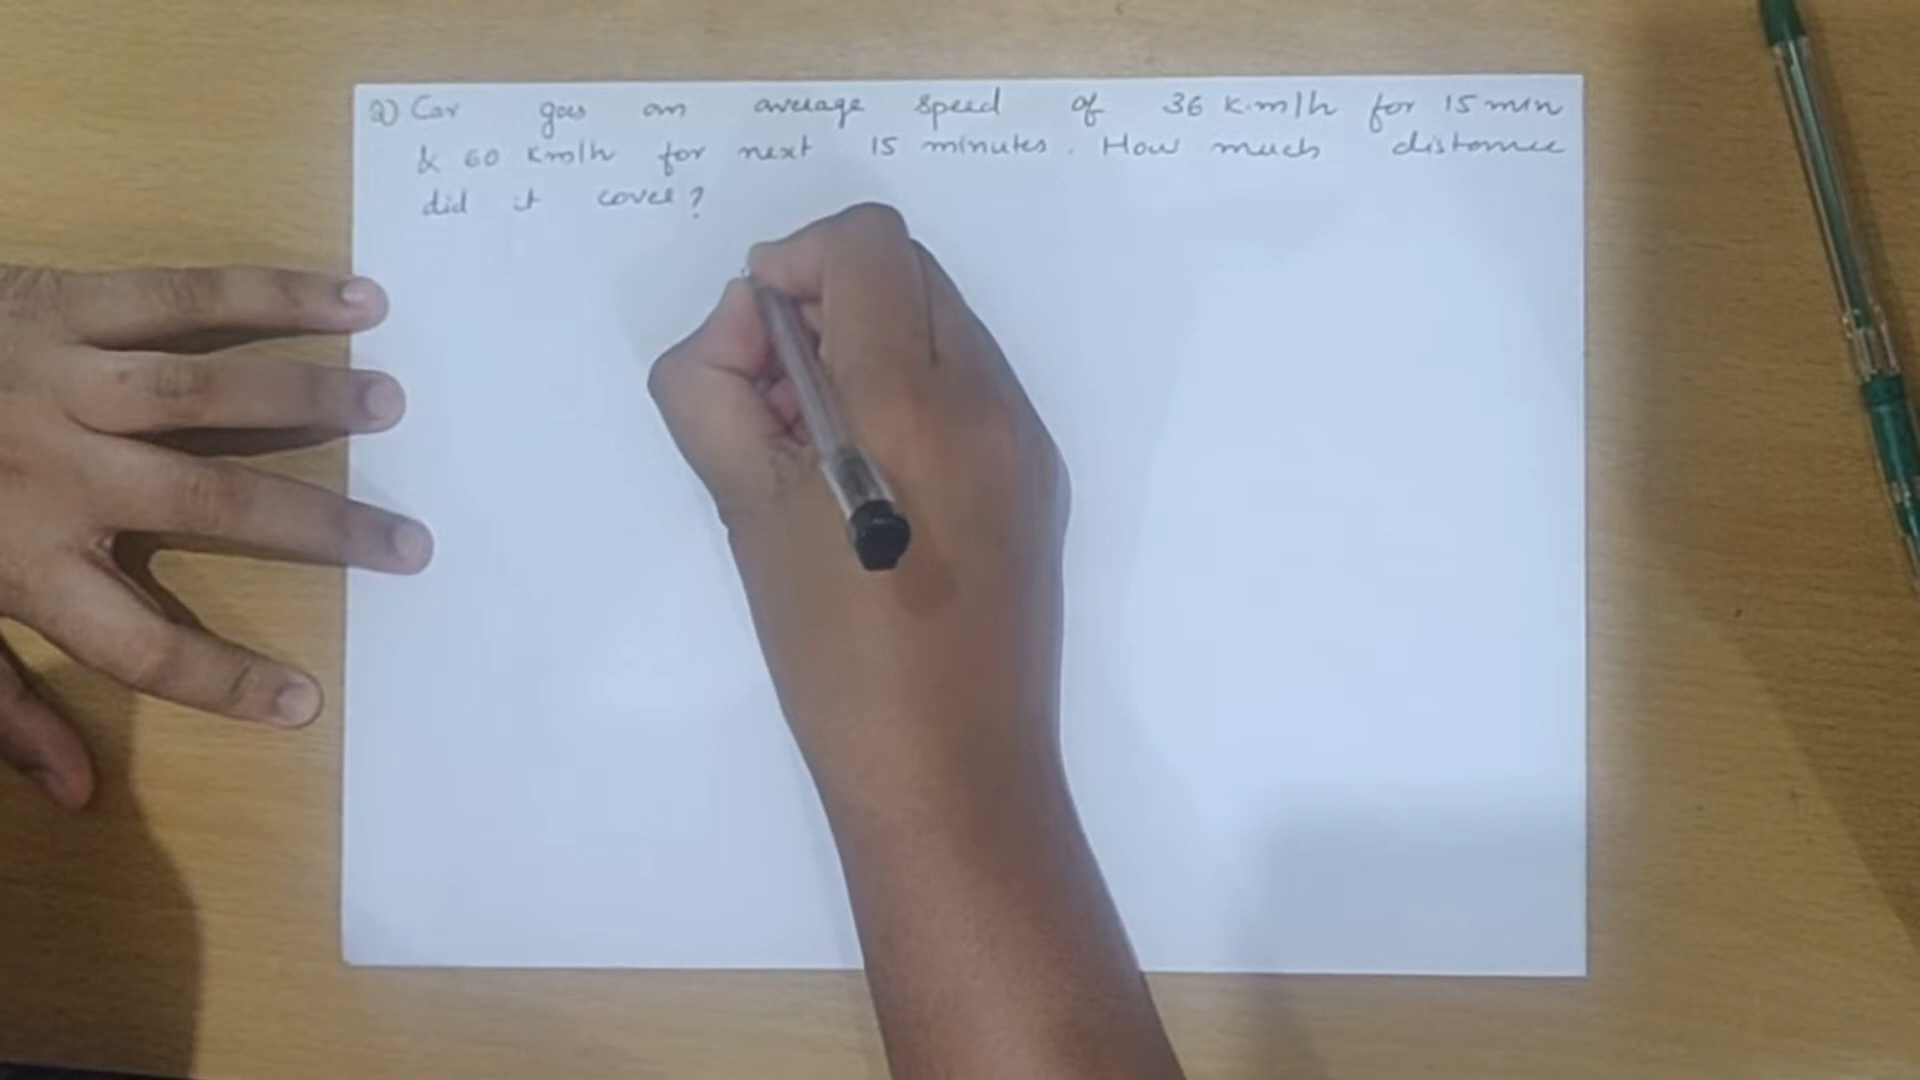 Q) Car goes an average speed of 36 km/h for 15 min
& 60 Km/h for next 15 minutes. How much distance
did it cover?